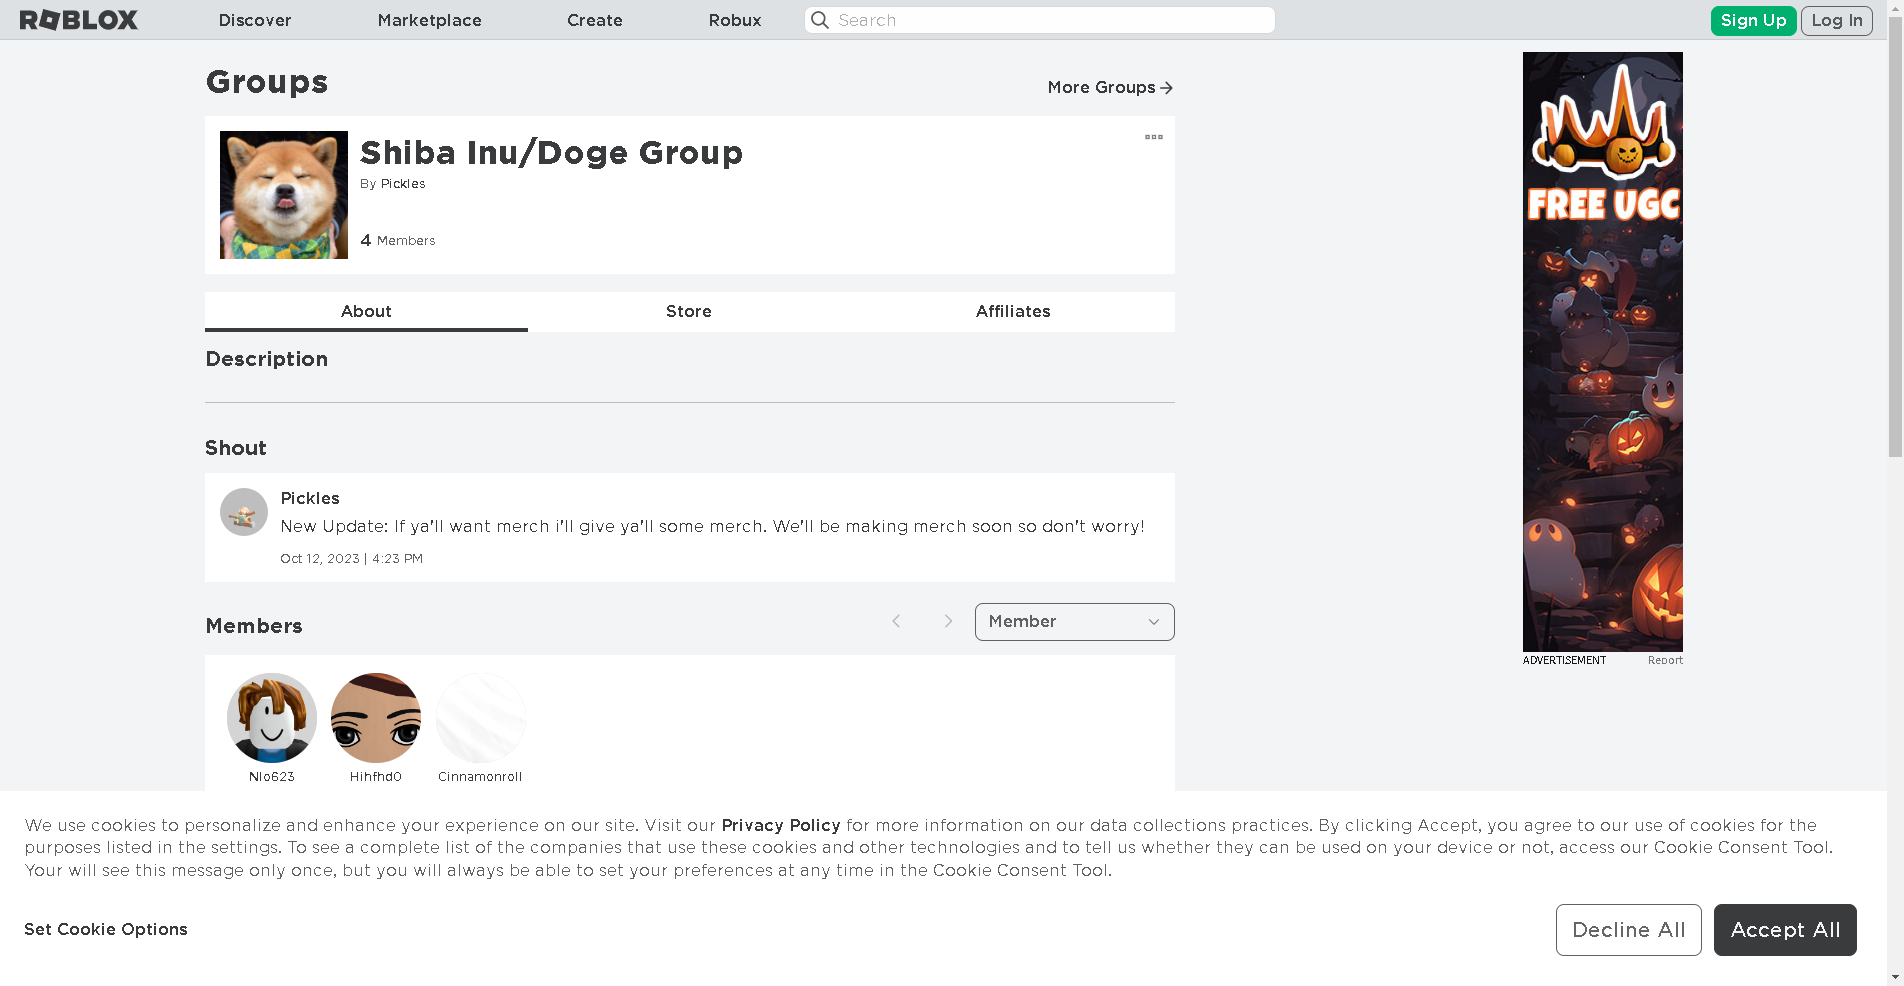 ROBLOX
Discover
Marketplace
Create
Robux
Search
Sign Up
Log In
Groups
More Groups
Shiba Inu/Doge Group
By Pickles
4 Members
About
Store
Affiliates
Description
Shout
Pickles
New Update: If ya'll want merch i'll give ya'll some merch. We'll be making merch soon so don't worry!
Oct 12, 2023 | 4:23 PM
Members
Member
Nlo623
Hihfhd0
Cinnamonroll
FREE UGC
ADVERTISEMENT
Report
We use cookies to personalize and enhance your experience on our site. Visit our Privacy Policy for more information on our data collections practices. By clicking Accept, you agree to our use of cookies for the
purposes listed in the settings. To see a complete list of the companies that use these cookies and other technologies and to tell us whether they can be used on your device or not, access our Cookie Consent Tool.
Your will see this message only once, but you will always be able to set your preferences at any time in the Cookie Consent Tool.
Set Cookie Options
Decline All
Accept All